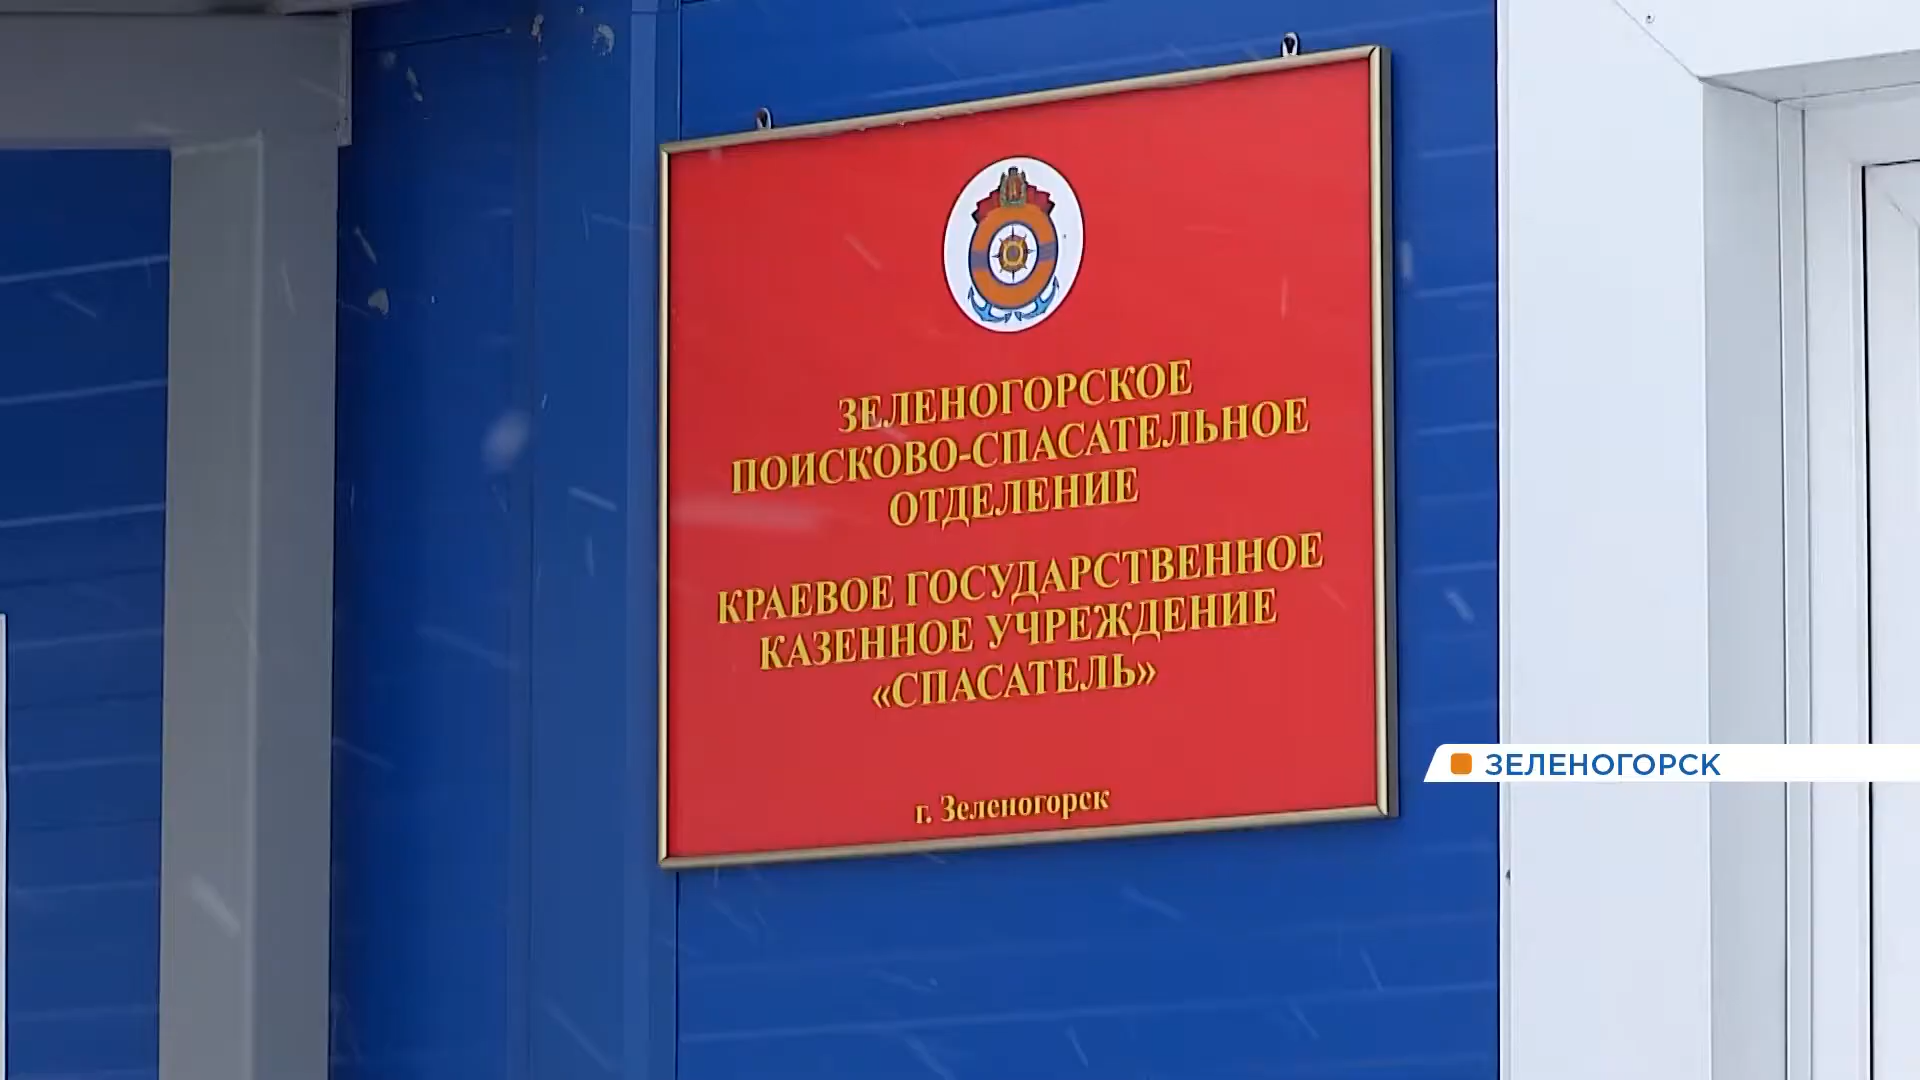 ЗЕЛЕНОГОРСКОЕ
ПОИСКОВО-СПАСАТЕЛЬНОЕ
ОТДЕЛЕНИЕ
КРАЕВОЕ ГОСУДАРСТВЕННОЕ
КАЗЕННОЕ УЧРЕЖДЕНИЕ
«СПАСАТЕЛЬ»
г. Зеленогорск
ЗЕЛЕНОГОРСК